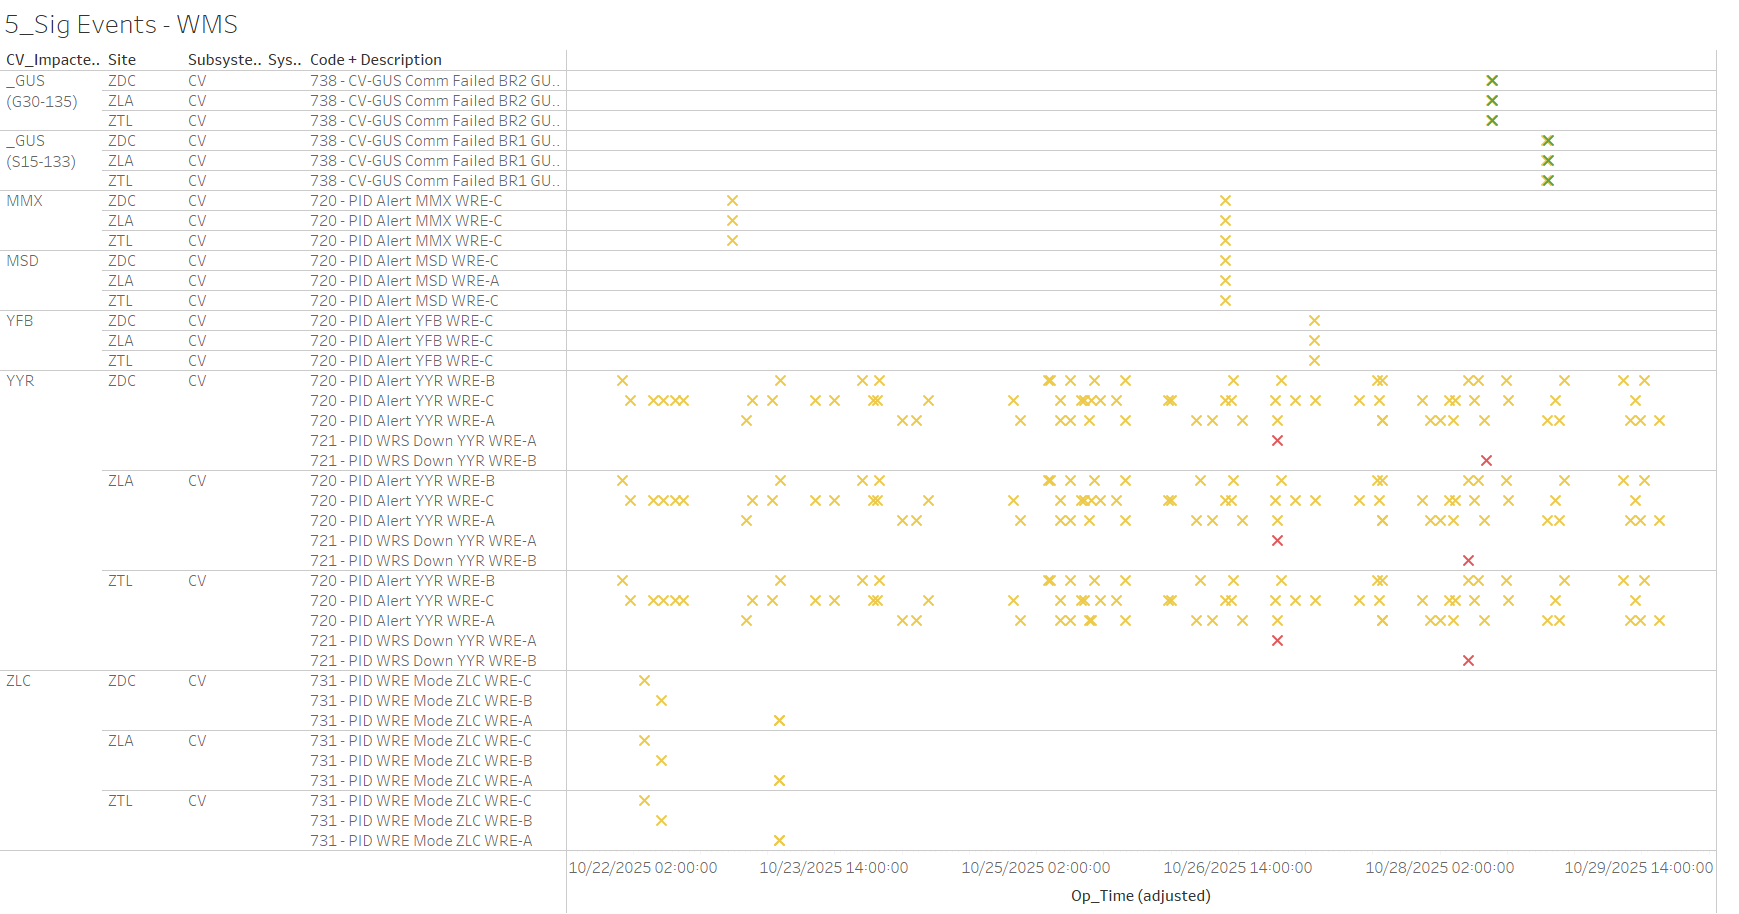 5_Sig Events - WMS
CV_Impacte.. Site Subsyste.. Sys.. Code + Description
_GUS (G30-135) ZDC CV 738 - CV-GUS Comm Failed BR2 GU..
ZLA CV 738 - CV-GUS Comm Failed BR2 GU..
ZTL CV 738 - CV-GUS Comm Failed BR2 GU..
_GUS (S15-133) ZDC CV 738 - CV-GUS Comm Failed BR1 GU..
ZLA CV 738 - CV-GUS Comm Failed BR1 GU..
ZTL CV 738 - CV-GUS Comm Failed BR1 GU..
MMX ZDC CV 720 - PID Alert MMX WRE-C
ZLA CV 720 - PID Alert MMX WRE-C
ZTL CV 720 - PID Alert MMX WRE-C
MSD ZDC CV 720 - PID Alert MSD WRE-C
ZLA CV 720 - PID Alert MSD WRE-A
ZTL CV 720 - PID Alert MSD WRE-C
YFB ZDC CV 720 - PID Alert YFB WRE-C
ZLA CV 720 - PID Alert YFB WRE-C
ZTL CV 720 - PID Alert YFB WRE-C
YYR ZDC CV 720 - PID Alert YYR WRE-B
720 - PID Alert YYR WRE-C
720 - PID Alert YYR WRE-A
721 - PID WRS Down YYR WRE-A
721 - PID WRS Down YYR WRE-B
ZLA CV 720 - PID Alert YYR WRE-B
720 - PID Alert YYR WRE-C
720 - PID Alert YYR WRE-A
721 - PID WRS Down YYR WRE-A
721 - PID WRS Down YYR WRE-B
ZTL CV 720 - PID Alert YYR WRE-B
720 - PID Alert YYR WRE-C
720 - PID Alert YYR WRE-A
721 - PID WRS Down YYR WRE-A
721 - PID WRS Down YYR WRE-B
ZLC ZDC CV 731 - PID WRE Mode ZLC WRE-C
731 - PID WRE Mode ZLC WRE-B
731 - PID WRE Mode ZLC WRE-A
ZLA CV 731 - PID WRE Mode ZLC WRE-C
731 - PID WRE Mode ZLC WRE-B
731 - PID WRE Mode ZLC WRE-A
ZTL CV 731 - PID WRE Mode ZLC WRE-C
731 - PID WRE Mode ZLC WRE-B
731 - PID WRE Mode ZLC WRE-A
10/22/2025 02:00:00 10/23/2025 14:00:00 10/25/2025 02:00:00 10/26/2025 14:00:00 10/28/2025 02:00:00 10/29/2025 14:00:00
Op_Time (adjusted)